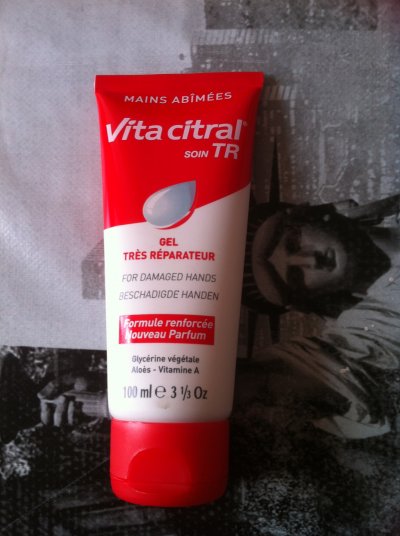 MAINS ABÎMÉES
Vita citral®
SOIN TR
GEL
TRÈS RÉPARATEUR
FOR DAMAGED HANDS
BESCHADIGDE HANDEN
Formule renforcée
Nouveau Parfum
Glycérine végétale
Aloès - Vitamine A
100 ml e 3 1/3 Oz